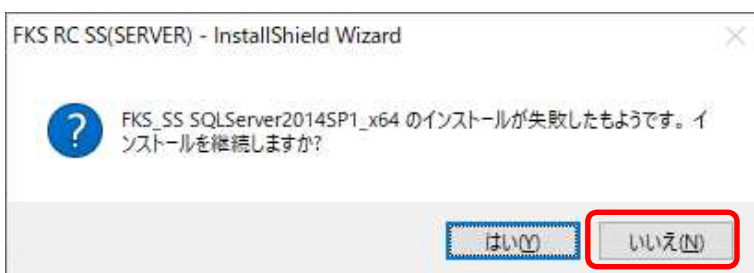 FKS RC SS(SERVER) - InstallShield Wizard
FKS_SS SQLServer2014SP1_x64 のインストールが失敗したもようです。イ
ンストールを継続しますか?
はい(Y)
いいえ(N)